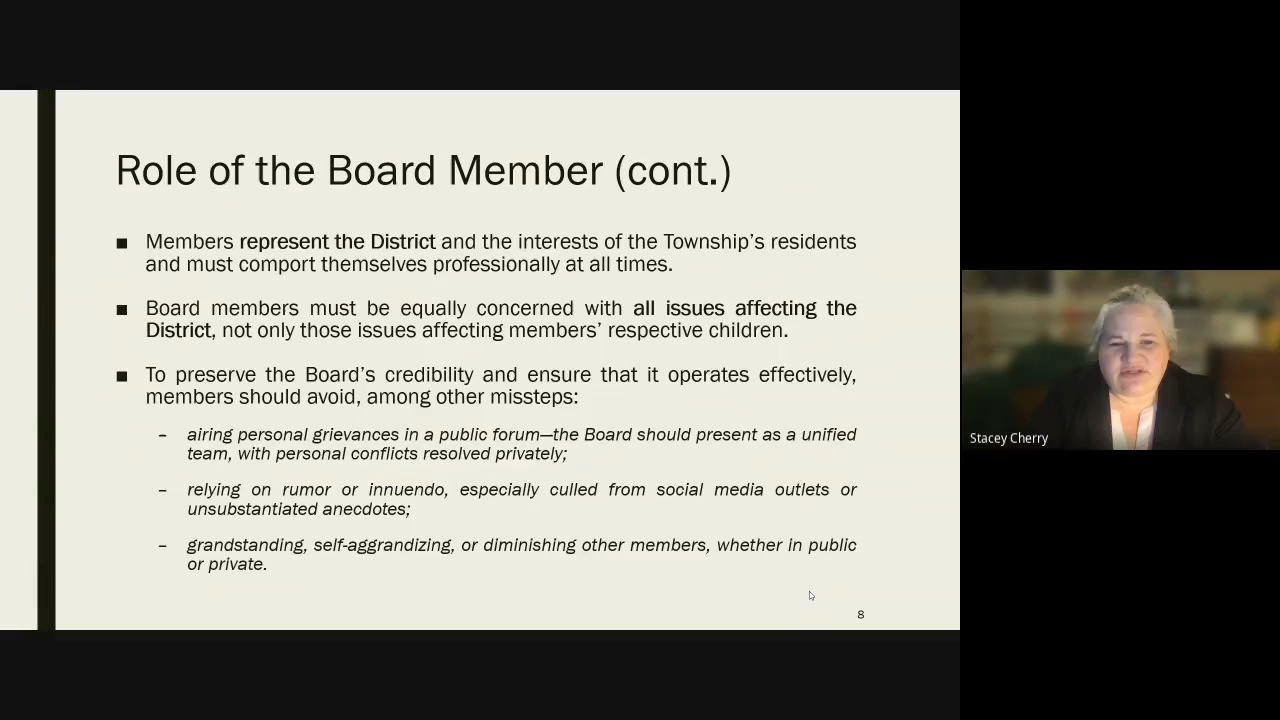 Role of the Board Member (cont.)
■ Members represent the District and the interests of the Township's residents
and must comport themselves professionally at all times.
■ Board members must be equally concerned with all issues affecting the
District, not only those issues affecting members' respective children.
■ To preserve the Board's credibility and ensure that it operates effectively,
members should avoid, among other missteps:
– airing personal grievances in a public forum—the Board should present as a unified
team, with personal conflicts resolved privately;
– relying on rumor or innuendo, especially culled from social media outlets or
unsubstantiated anecdotes;
– grandstanding, self-aggrandizing, or diminishing other members, whether in public
or private.
8
Stacey Cherry